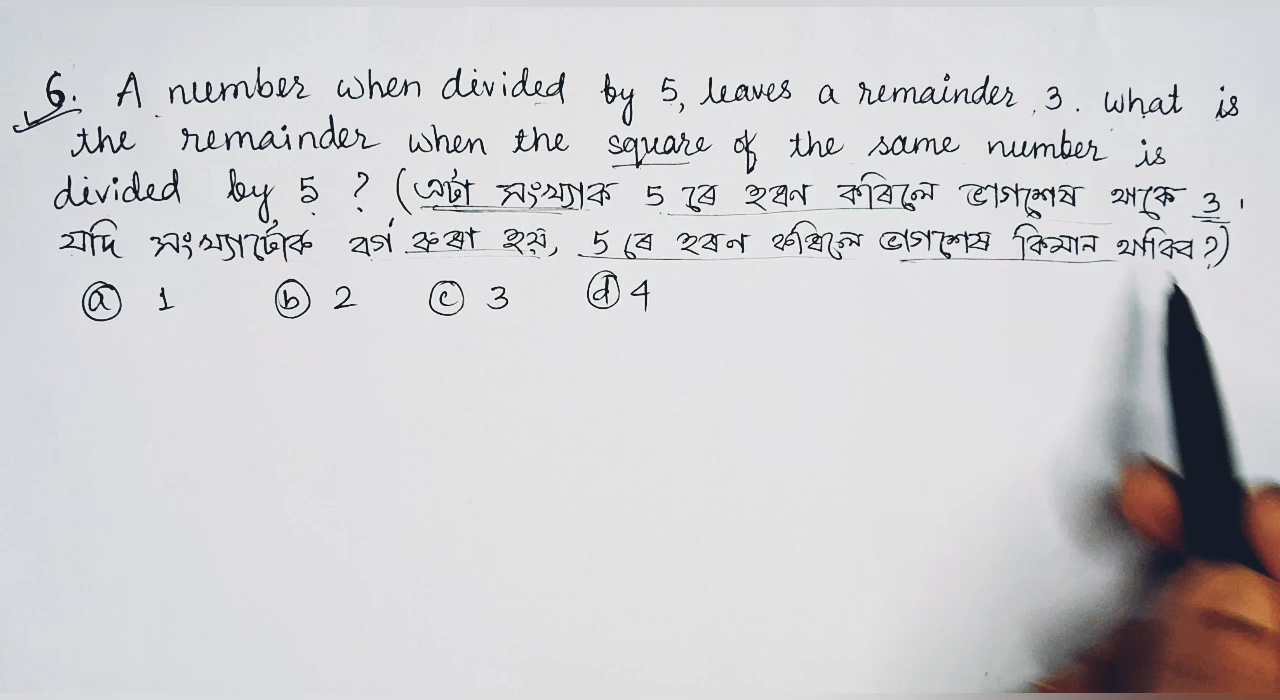 6. A number when divided by 5, leaves a remainder 3. What is
the remainder when the square of the same number is
divided by 5 ? (এটা সংখ্যাক 5 ৰে হৰণ কৰিলে ভাগশেষ থাকে 3,
যদি সংখ্যাটোক বৰ্গ কৰা হয়, 5 ৰে হৰণ কৰিলে ভাগশেষ কিমান থাকিব?)
ⓐ 1 ⓑ 2 ⓒ 3 ⓓ 4